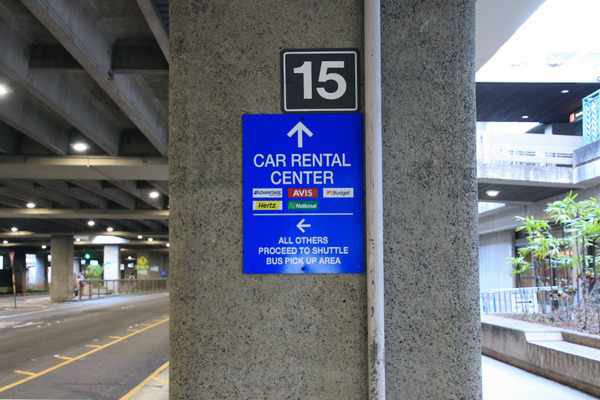 15
CAR RENTAL
CENTER
ADVANTAGE AVIS Budget
Hertz National
ALL OTHERS
PROCEED TO SHUTTLE
BUS PICK UP AREA